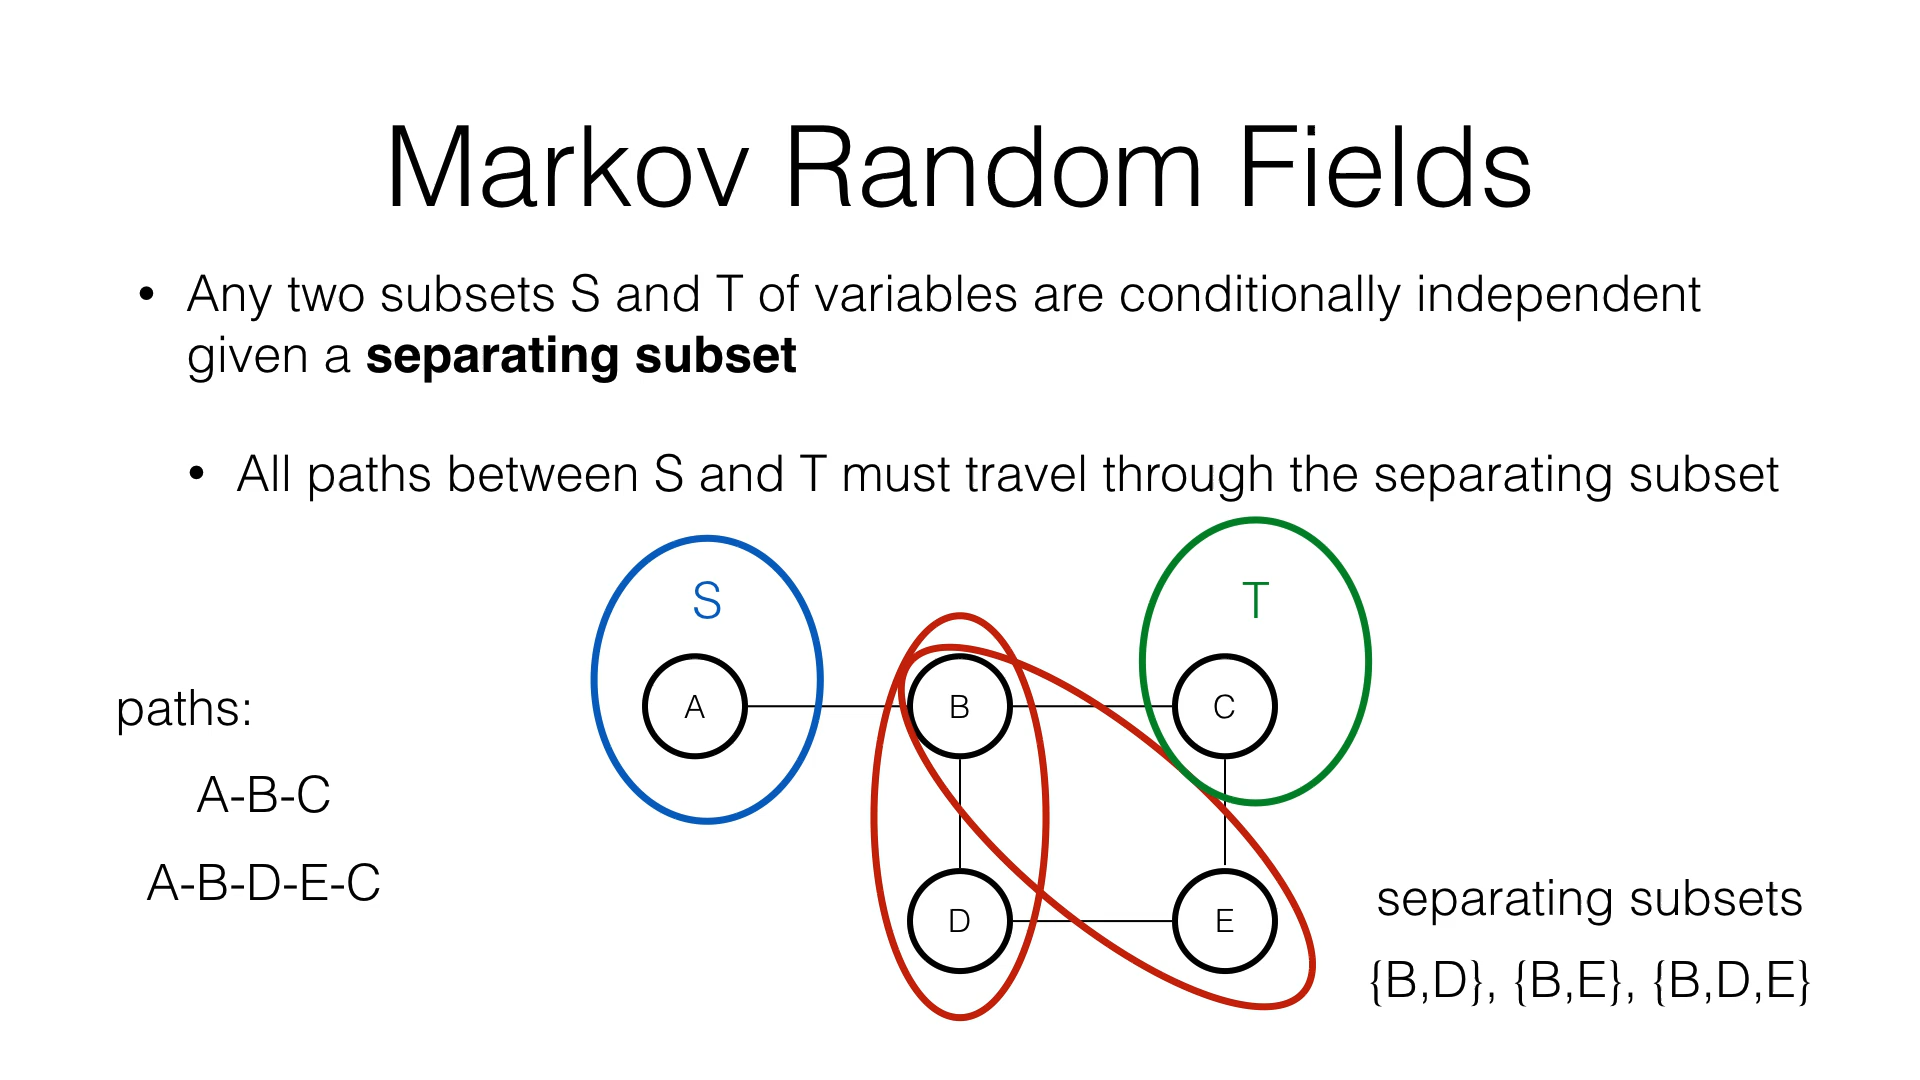 Markov Random Fields
• Any two subsets S and T of variables are conditionally independent
given a separating subset
• All paths between S and T must travel through the separating subset
S
T
A
B
C
paths:
A-B-C
A-B-D-E-C
D
E
separating subsets
{B,D}, {B,E}, {B,D,E}